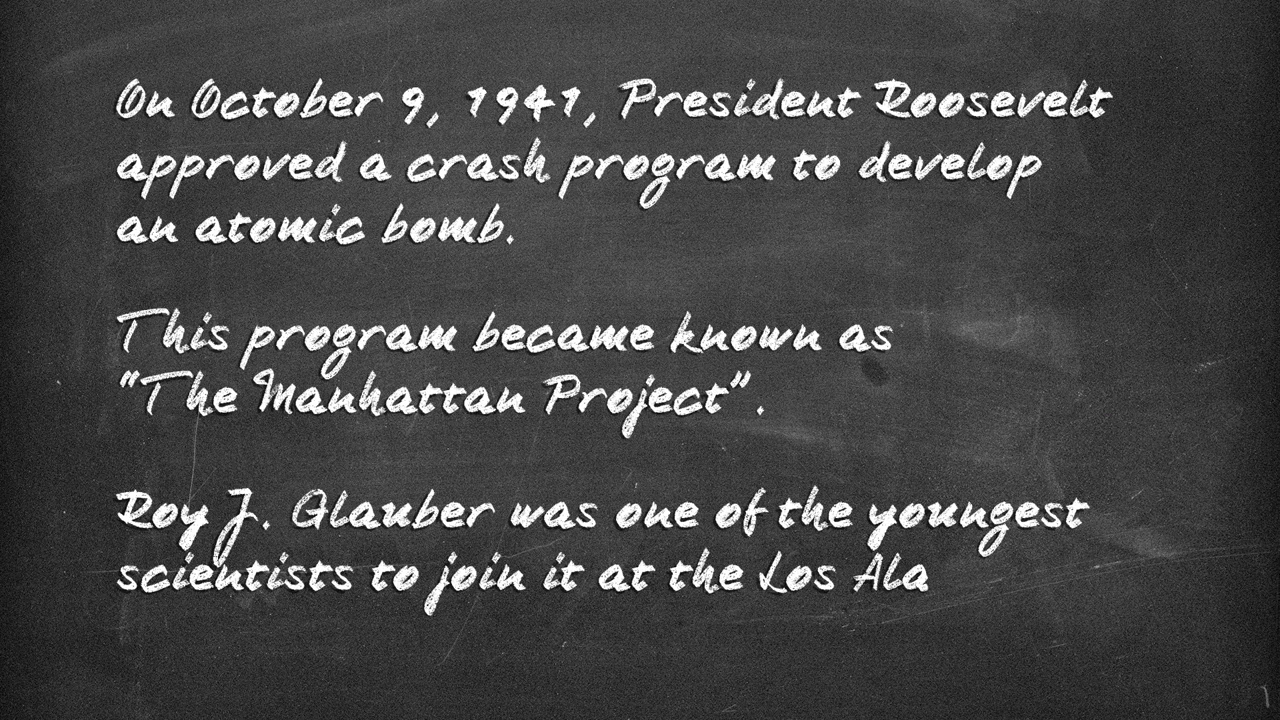 On October 9, 1941, President Roosevelt
approved a crash program to develop
an atomic bomb.
This program became known as
"The Manhattan Project".
Roy J. Glauber was one of the youngest
scientists to join it at the Los Ala